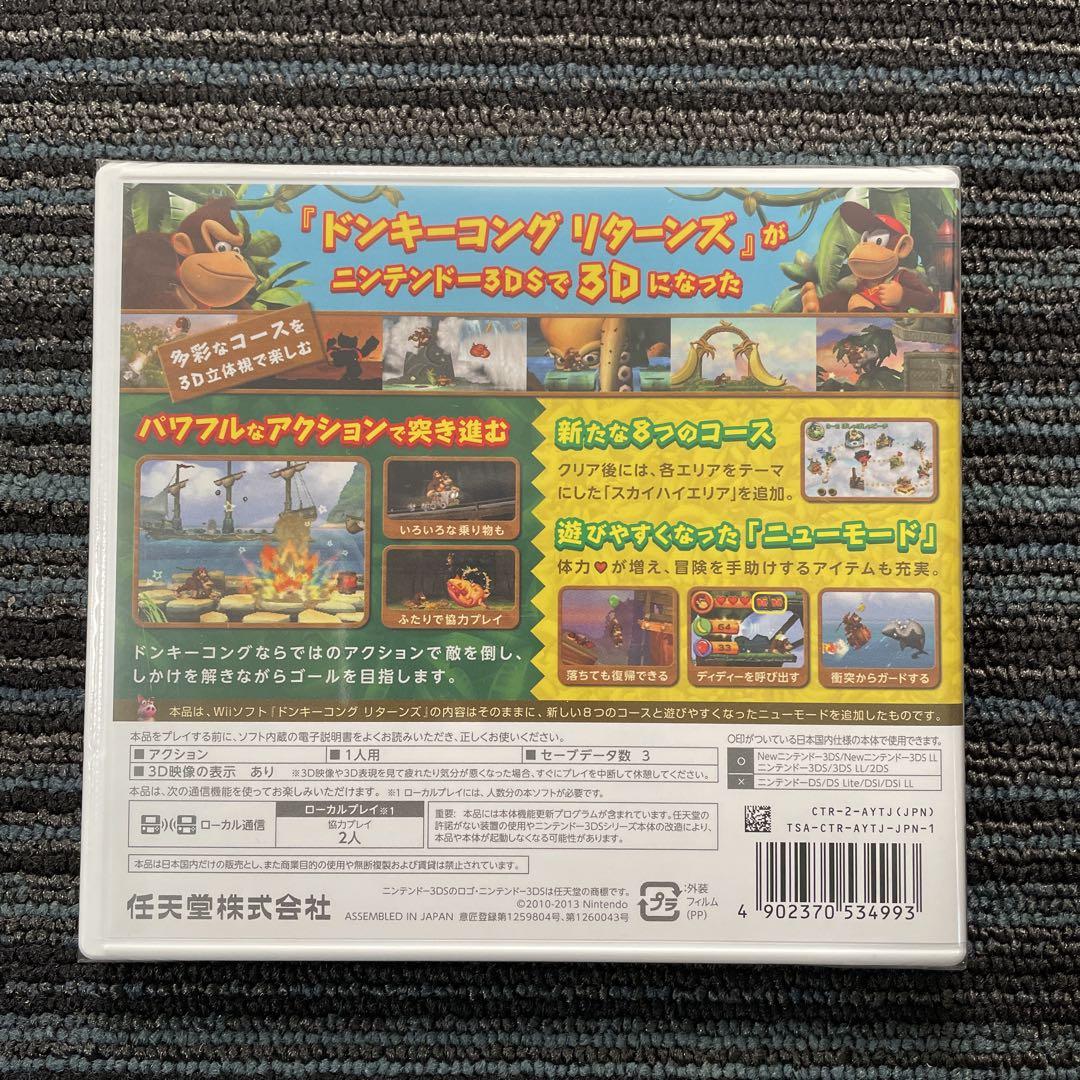 『ドンキーコング リターンズ』が
ニンテンドー3DSで3Dになった
多彩なコースを
3D立体視で楽しむ
パワフルなアクションで突き進む
いろいろな乗り物も
ふたりで協力プレイ
ドンキーコングならではのアクションで敵を倒し、
しかけを解きながらゴールを目指します。
新たな8つのコース
クリア後には、各エリアをテーマ
にした「スカイハイエリア」を追加。
遊びやすくなった「ニューモード」
体力♥が増え、冒険を手助けするアイテムも充実。
64
33
落ちても復帰できる
ディディーを呼び出す
衝突からガードする
本品は、Wiiソフト『ドンキーコング リターンズ』の内容はそのままに、新しい8つのコースと遊びやすくなったニューモードを追加したものです。
本品をプレイする前に、ソフト内蔵の電子説明書をよくお読みいただき、正しくお使いください。
■アクション ■1人用 ■セーブデータ数 3
■3D映像の表示 あり ※3D映像や3D表現を見て疲れたり気分が悪くなった場合、すぐにプレイを中断して休憩してください。
本品は、次の通信機能を使ってお楽しみいただけます。※1 ローカルプレイには、人数分の本ソフトが必要です。
ローカル通信
ローカルプレイ※1
協力プレイ
2人
重要: 本品には本体機能更新プログラムが含まれています。任天堂の
許諾がない装置の使用やニンテンドー3DSシリーズ本体の改造により、
本品や本体が起動しなくなる可能性があります。
本品は日本国内だけの販売とし、また商業目的の使用や無断複製および賃貸は禁止されています。
○印がついている日本国内仕様の本体で使用できます。
○ Newニンテンドー3DS/Newニンテンドー3DS LL
ニンテンドー3DS/3DS LL/2DS
× ニンテンドーDS/DS Lite/DSi/DSi LL
CTR-2-AYTJ(JPN)
TSA-CTR-AYTJ-JPN-1
任天堂株式会社
ニンテンドー3DSのロゴ・ニンテンドー3DSは任天堂の商標です。
©2010-2013 Nintendo
ASSEMBLED IN JAPAN 意匠登録第1259804号、第1260043号
プラ
:外装
フィルム
(PP)
4 902370 534993